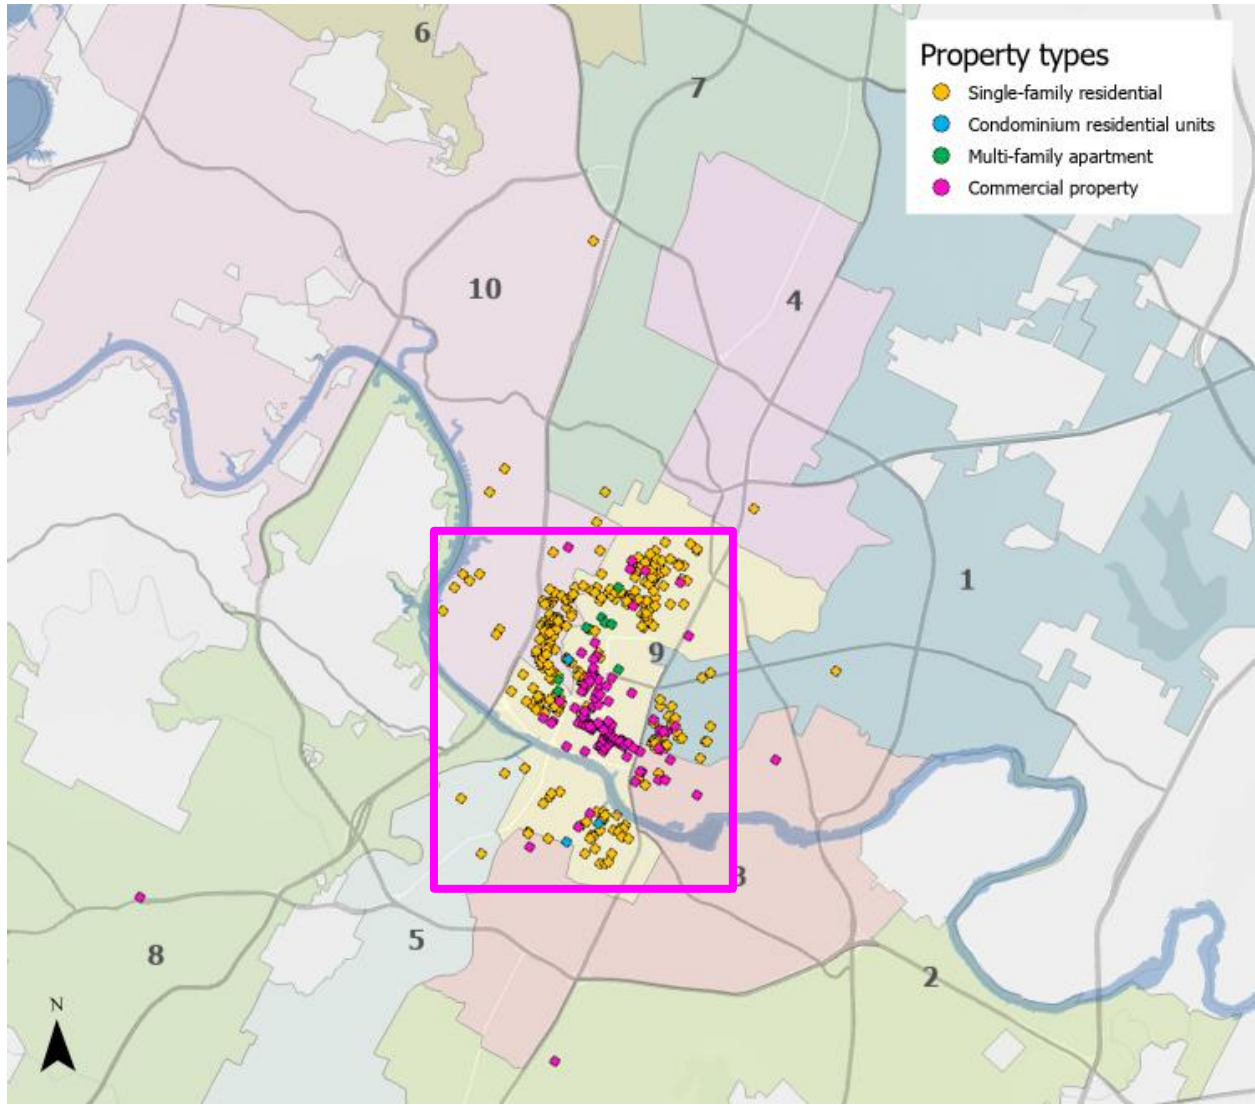 6
Property types
7
Single-family residential
Condominium residential units
Multi-family apartment
Commercial property
10
4
1
9
3
5
8
2
N